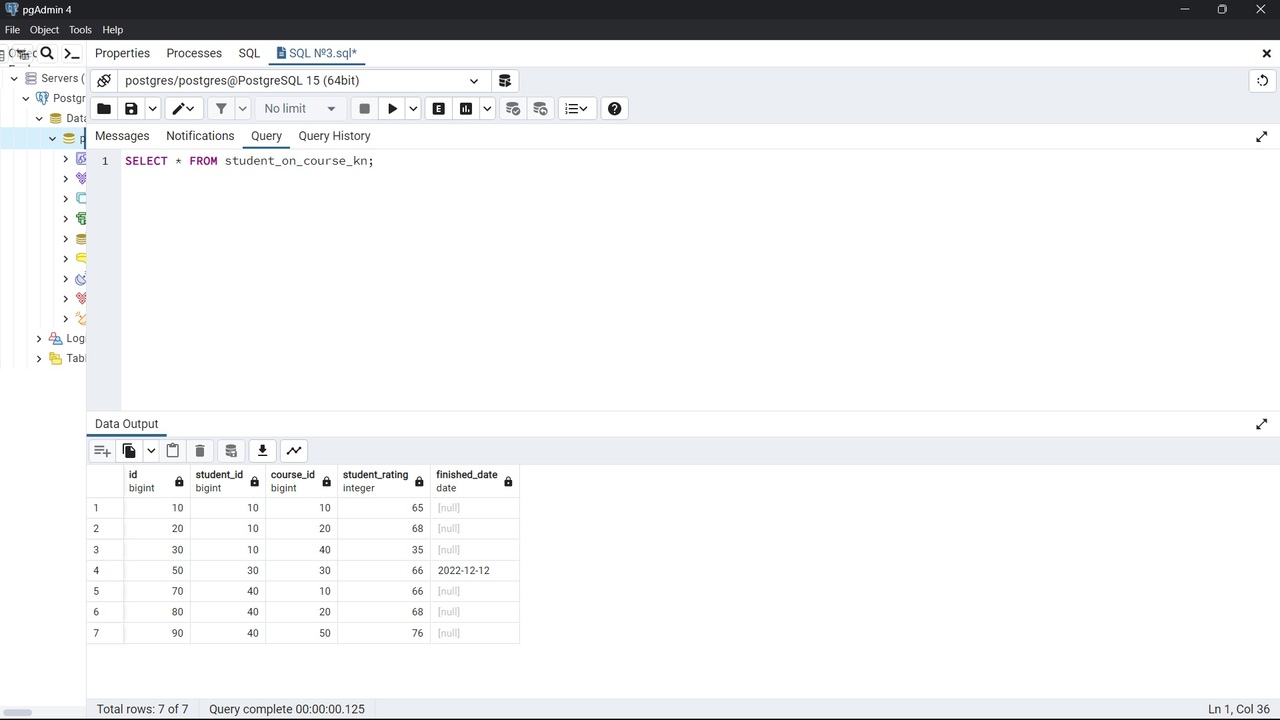 pgAdmin 4
File Object Tools Help
Properties Processes SQL SQL №3.sql*
postgres/postgres@PostgreSQL 15 (64bit)
No limit
E
Messages Notifications Query Query History
1 SELECT * FROM student_on_course_kn;
Servers (
Postgr
Data
p
Logi
Tabl
Data Output
id student_id course_id student_rating finished_date
bigint bigint bigint integer date
1 10 10 10 65 [null]
2 20 10 20 68 [null]
3 30 10 40 35 [null]
4 50 30 30 66 2022-12-12
5 70 40 10 66 [null]
6 80 40 20 68 [null]
7 90 40 50 76 [null]
Total rows: 7 of 7 Query complete 00:00:00.125 Ln 1, Col 36